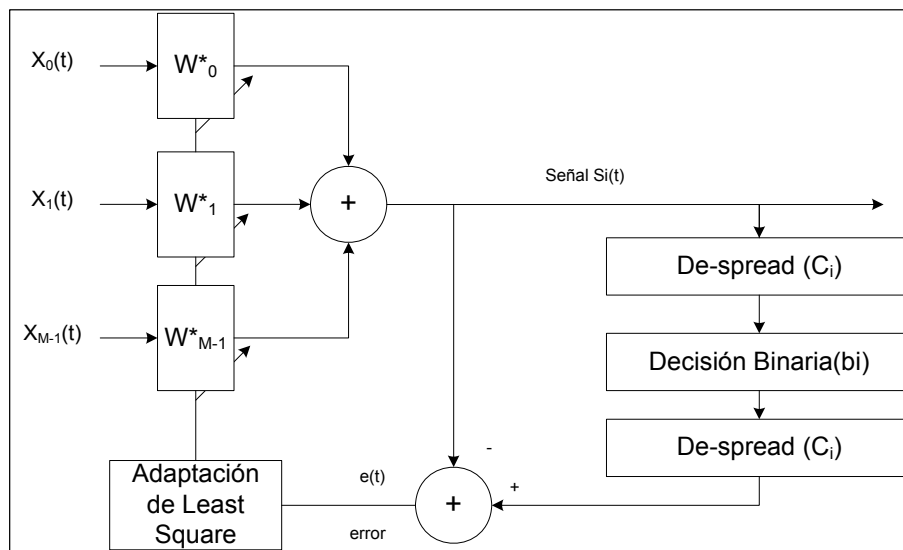 X0(t)
W*0
X1(t)
W*1
XM-1(t)
W*M-1
+
Señal Si(t)
De-spread (Ci)
Decisión Binaria(bi)
De-spread (Ci)
-
+
+
e(t)
error
Adaptación
de Least
Square